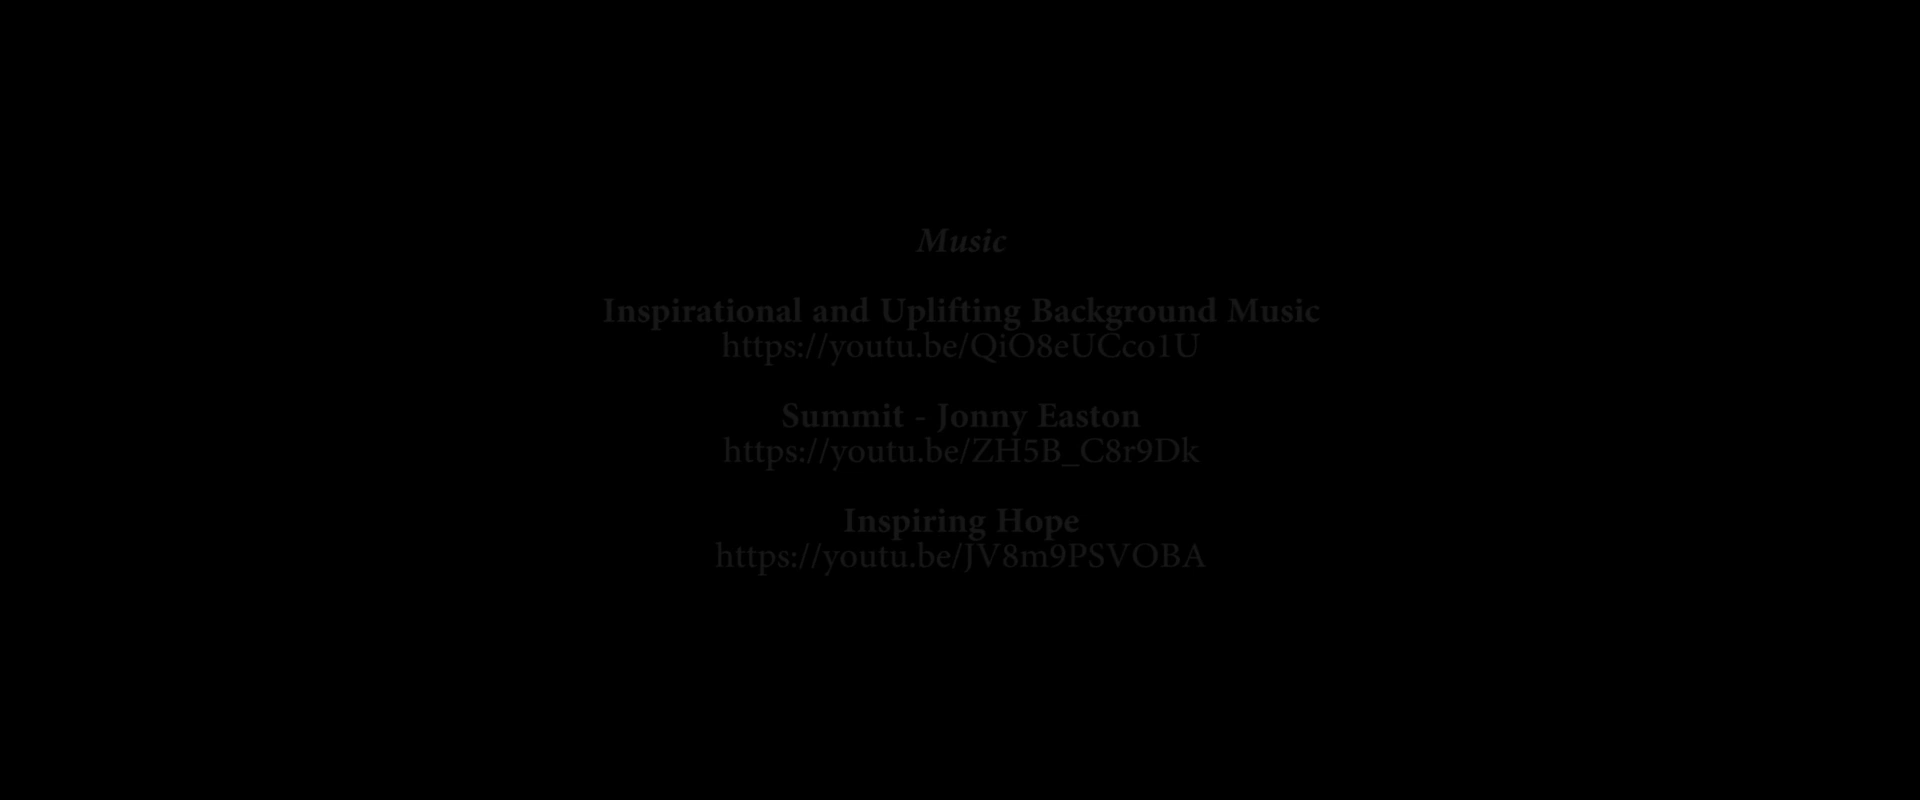 Music
Inspirational and Uplifting Background Music
https://youtu.be/QiO8eUCco1U
Summit - Jonny Easton
https://youtu.be/ZH5B_C8r9Dk
Inspiring Hope
https://youtu.be/JV8m9PSVOBA